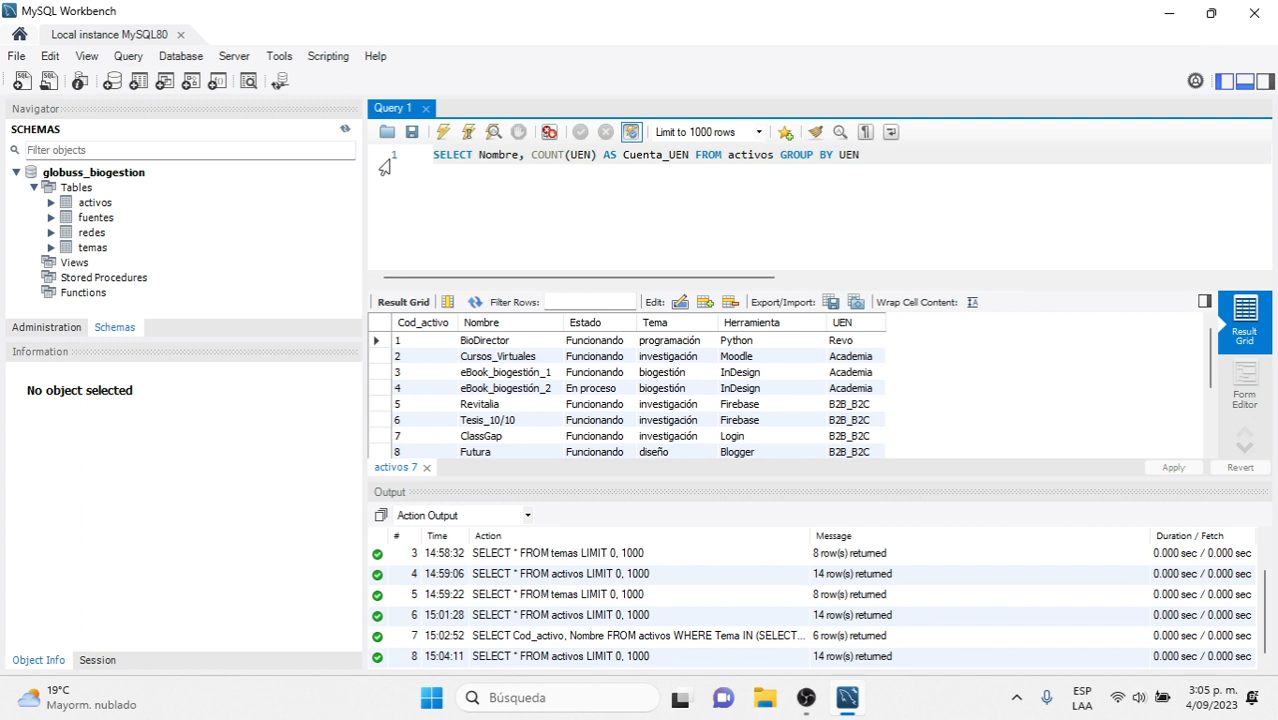 MySQL Workbench
Local instance MySQL80
File Edit View Query Database Server Tools Scripting Help
Navigator
SCHEMAS
Filter objects
globuss_biogestion
Tables
activos
fuentes
redes
temas
Views
Stored Procedures
Functions
Administration Schemas
Information
No object selected
Object Info Session
Query 1
Limit to 1000 rows
1 SELECT Nombre, COUNT(UEN) AS Cuenta_UEN FROM activos GROUP BY UEN
Result Grid Filter Rows: Edit: Export/Import: Wrap Cell Content:
Cod_activo Nombre Estado Tema Herramienta UEN
1 BioDirector Funcionando programación Python Revo
2 Cursos_Virtuales Funcionando investigación Moodle Academia
3 eBook_biogestión_1 Funcionando biogestión InDesign Academia
4 eBook_biogestión_2 En proceso biogestión InDesign Academia
5 Revitalia Funcionando investigación Firebase B2B_B2C
6 Tesis_10/10 Funcionando investigación Firebase B2B_B2C
7 ClassGap Funcionando investigación Login B2B_B2C
8 Futura Funcionando diseño Blogger B2B_B2C
Result
Grid
Form
Editor
activos 7
Apply Revert
Output
Action Output
# Time Action Message Duration / Fetch
3 14:58:32 SELECT * FROM temas LIMIT 0, 1000 8 row(s) returned 0.000 sec / 0.000 sec
4 14:59:06 SELECT * FROM activos LIMIT 0, 1000 14 row(s) returned 0.000 sec / 0.000 sec
5 14:59:22 SELECT * FROM temas LIMIT 0, 1000 8 row(s) returned 0.000 sec / 0.000 sec
6 15:01:28 SELECT * FROM activos LIMIT 0, 1000 14 row(s) returned 0.000 sec / 0.000 sec
7 15:02:52 SELECT Cod_activo, Nombre FROM activos WHERE Tema IN (SELECT... 6 row(s) returned 0.000 sec / 0.000 sec
8 15:04:11 SELECT * FROM activos LIMIT 0, 1000 14 row(s) returned 0.000 sec / 0.000 sec
19°C
Mayorm. nublado
Búsqueda
ESP
LAA
3:05 p. m.
4/09/2023